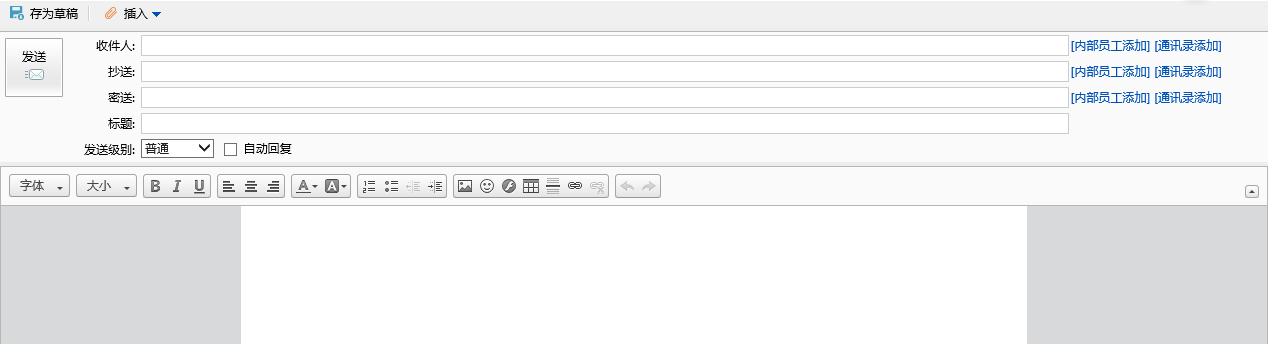 存为草稿 插入
发送
收件人: [内部员工添加] [通讯录添加]
抄送: [内部员工添加] [通讯录添加]
密送: [内部员工添加] [通讯录添加]
标题:
发送级别: 普通 自动回复
字体 大小 B I U A A